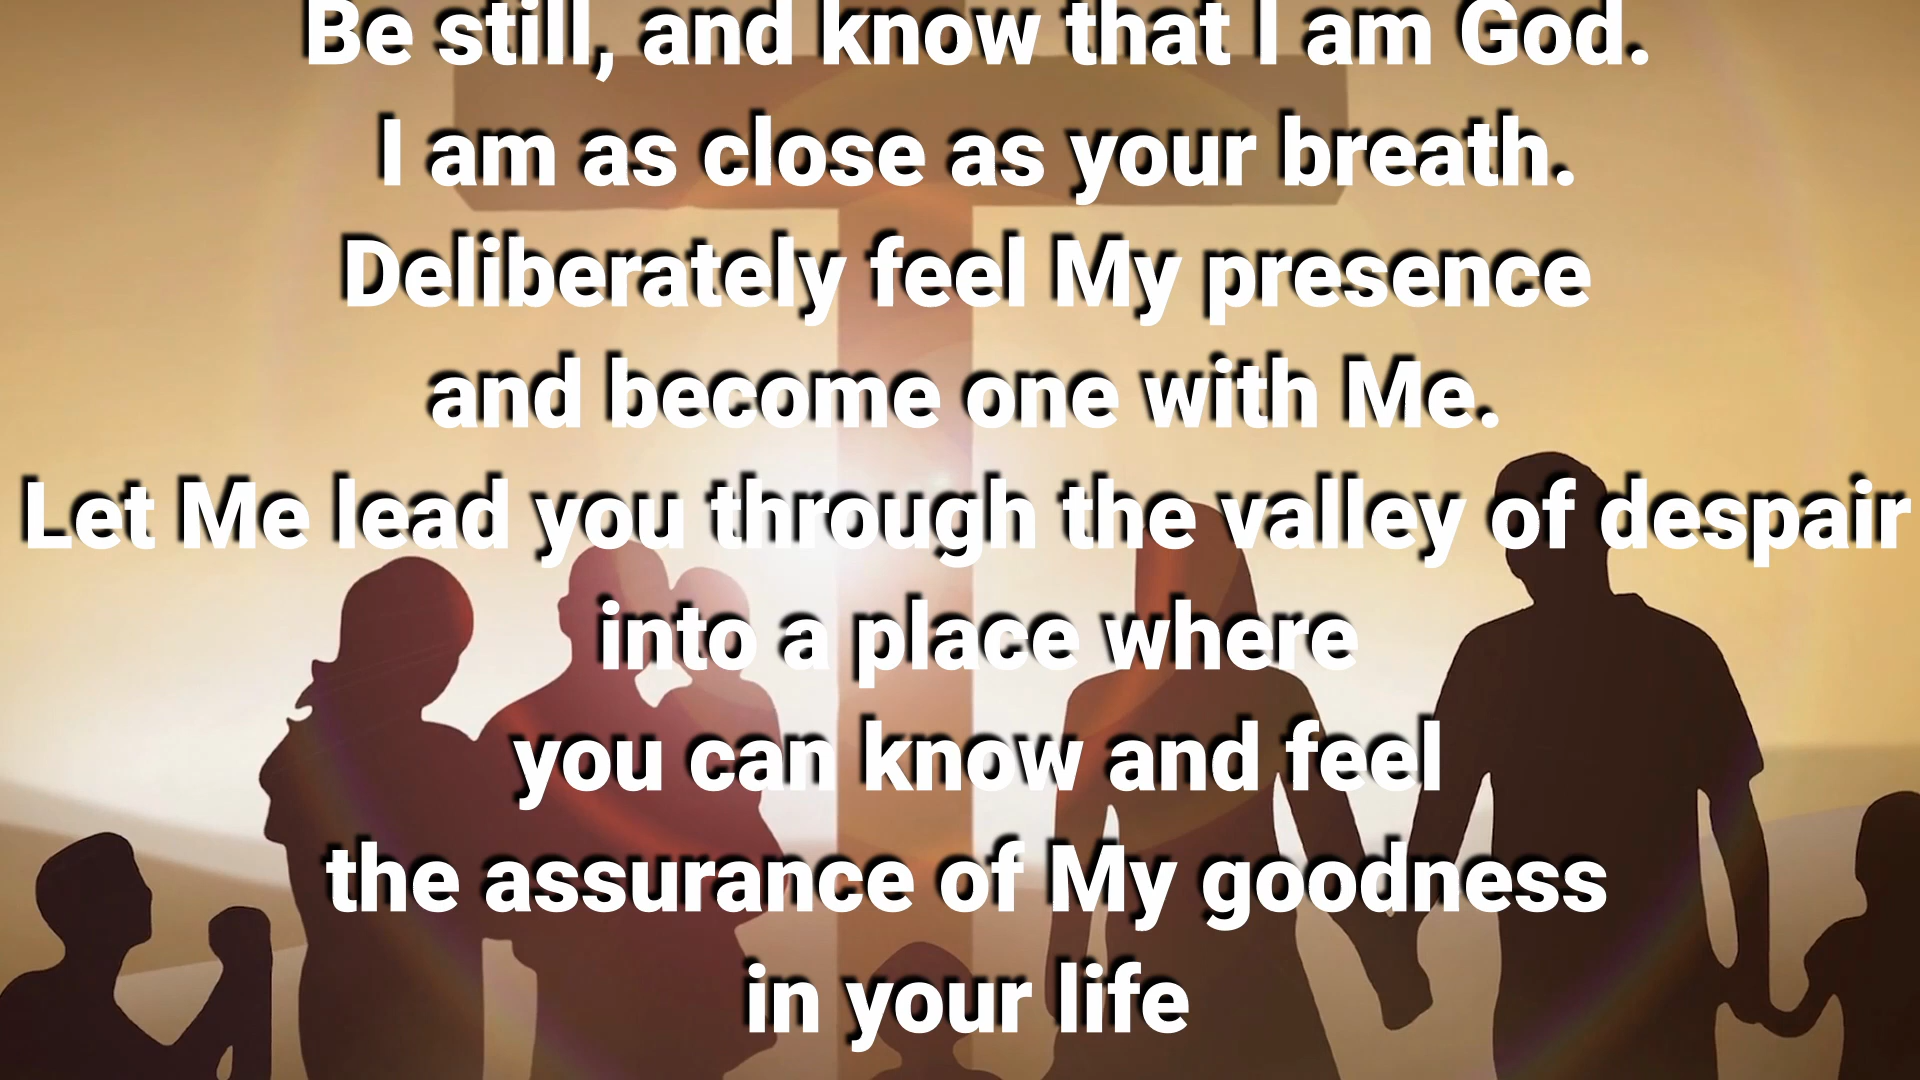 Be still, and know that I am God.
I am as close as your breath.
Deliberately feel My presence
and become one with Me.
Let Me lead you through the valley of despair
into a place where
you can know and feel
the assurance of My goodness
in your life